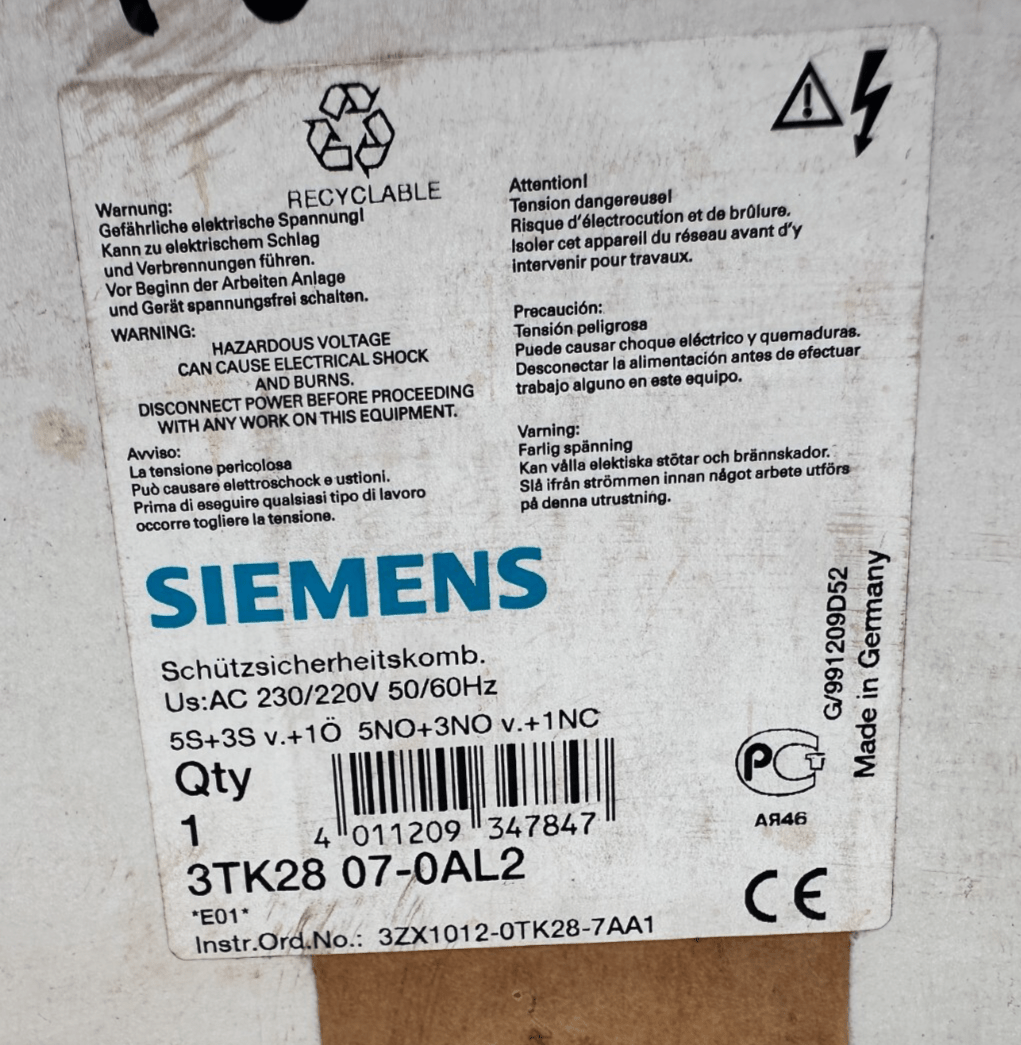 RECYCLABLE
Warnung:
Gefährliche elektrische Spannung!
Kann zu elektrischem Schlag
und Verbrennungen führen.
Vor Beginn der Arbeiten Anlage
und Gerät spannungsfrei schalten.
WARNING:
HAZARDOUS VOLTAGE
CAN CAUSE ELECTRICAL SHOCK
AND BURNS.
DISCONNECT POWER BEFORE PROCEEDING
WITH ANY WORK ON THIS EQUIPMENT.
Avviso:
La tensione pericolosa
Può causare elettroschock e ustioni.
Prima di eseguire qualsiasi tipo di lavoro
occorre togliere la tensione.
Attention!
Tension dangereuse!
Risque d'électrocution et de brûlure.
Isoler cet appareil du réseau avant d'y
intervenir pour travaux.
Precaución:
Tensión peligrosa
Puede causar choque eléctrico y quemaduras.
Desconectar la alimentación antes de efectuar
trabajo alguno en este equipo.
Varning:
Farlig spänning
Kan vålla elektiska stötar och brännskador.
Slå ifrån strömmen innan något arbete utförs
på denna utrustning.
SIEMENS
Schützsicherheitskomb.
Us:AC 230/220V 50/60Hz
5S+3S v.+1Ö 5NO+3NO v.+1NC
Qty
1
4 011209 347847
3TK28 07-0AL2
*E01*
Instr.Ord.No.: 3ZX1012-0TK28-7AA1
G/991209D52
Made in Germany
РСТ
АЯ46
CE